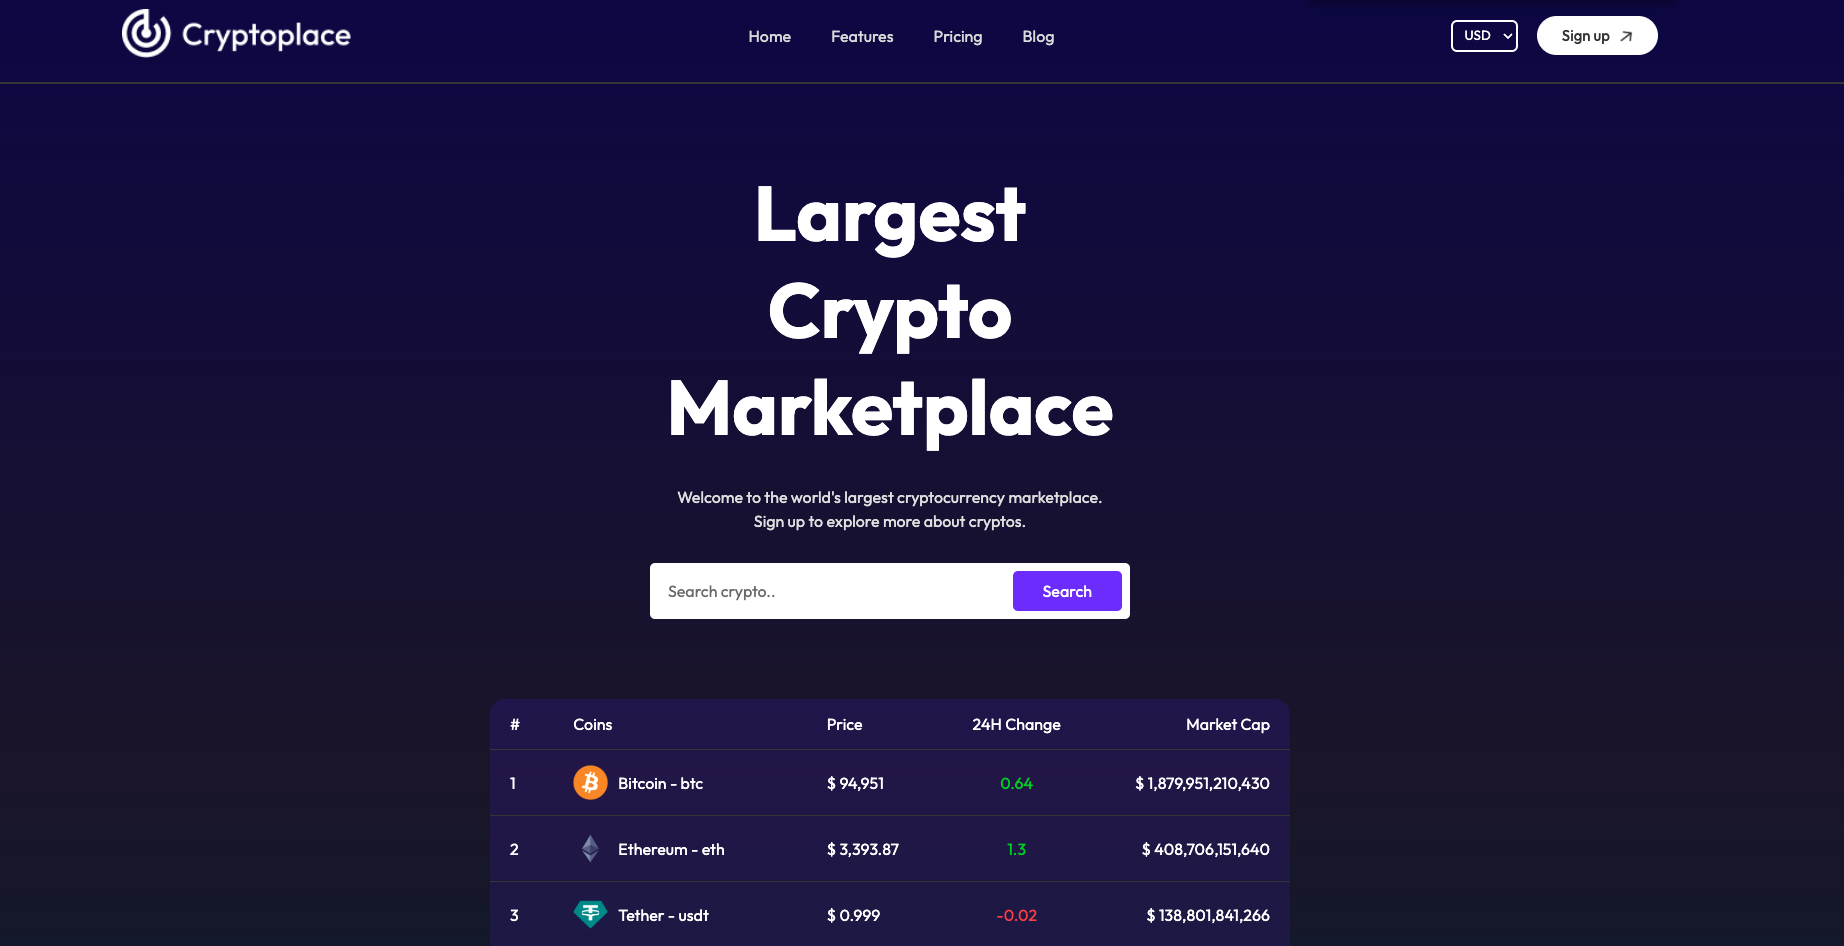 Cryptoplace Home Features Pricing Blog USD Sign up
Largest
Crypto
Marketplace
Welcome to the world's largest cryptocurrency marketplace.
Sign up to explore more about cryptos.
Search crypto.. Search
# Coins Price 24H Change Market Cap
1 Bitcoin - btc $ 94,951 0.64 $ 1,879,951,210,430
2 Ethereum - eth $ 3,393.87 1.3 $ 408,706,151,640
3 Tether - usdt $ 0.999 -0.02 $ 138,801,841,266